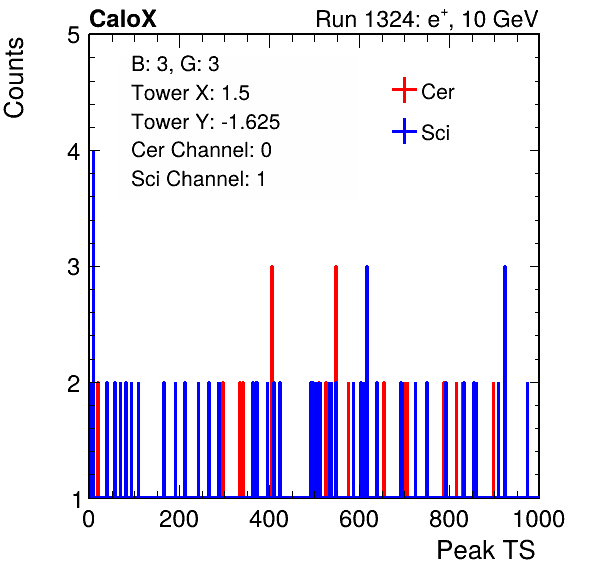 CaloX
Run 1324: e+, 10 GeV
Counts
B: 3, G: 3
Tower X: 1.5
Tower Y: -1.625
Cer Channel: 0
Sci Channel: 1
Cer
Sci
5
4
3
2
1
0 200 400 600 800 1000
Peak TS